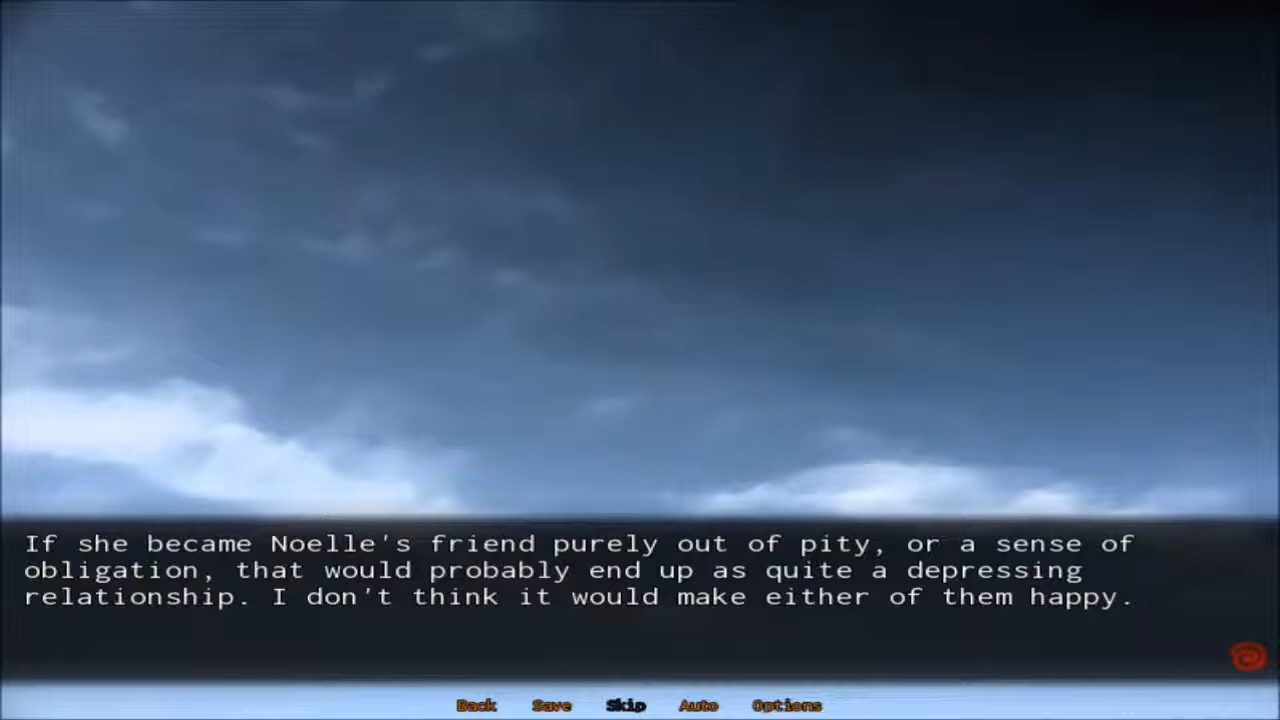 If she became Noelle's friend purely out of pity, or a sense of
obligation, that would probably end up as quite a depressing
relationship. I don't think it would make either of them happy.
Back Save Skip Auto Options